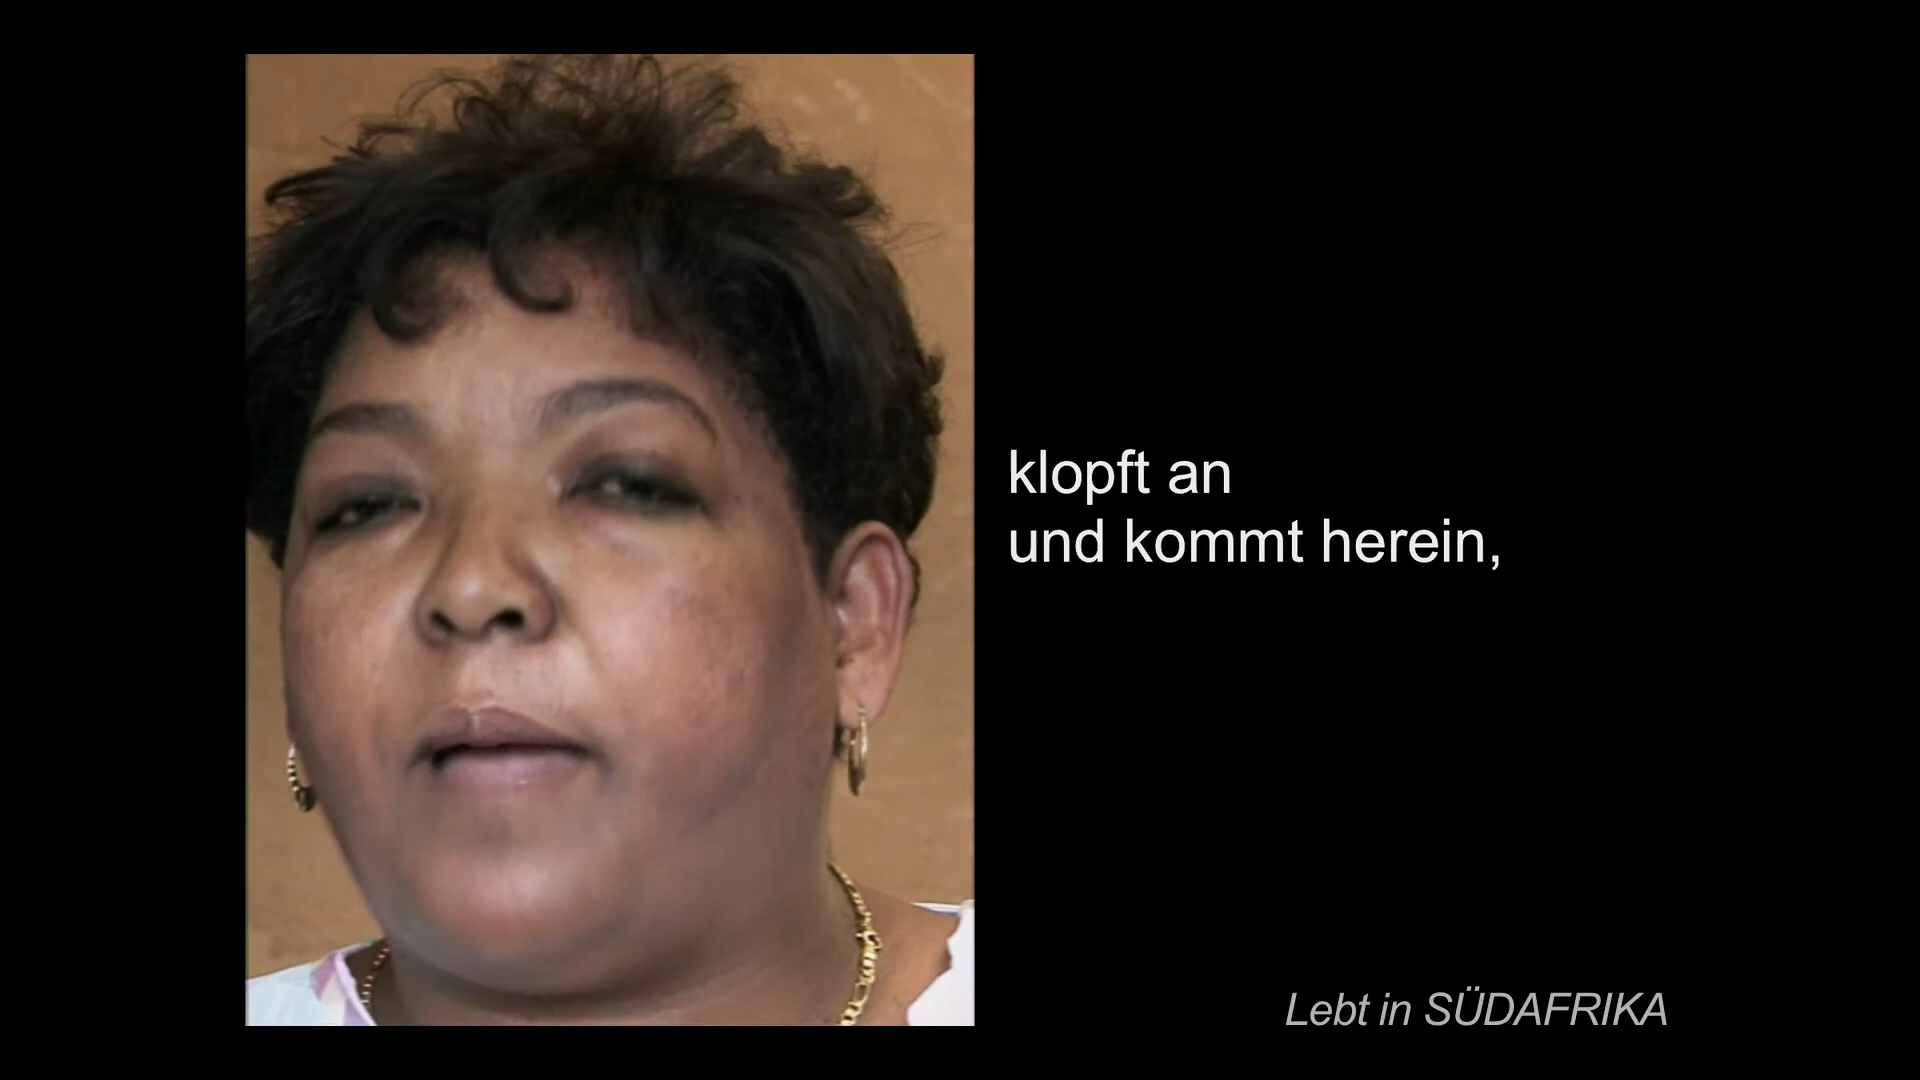 klopft an
und kommt herein,
Lebt in SÜDAFRIKA